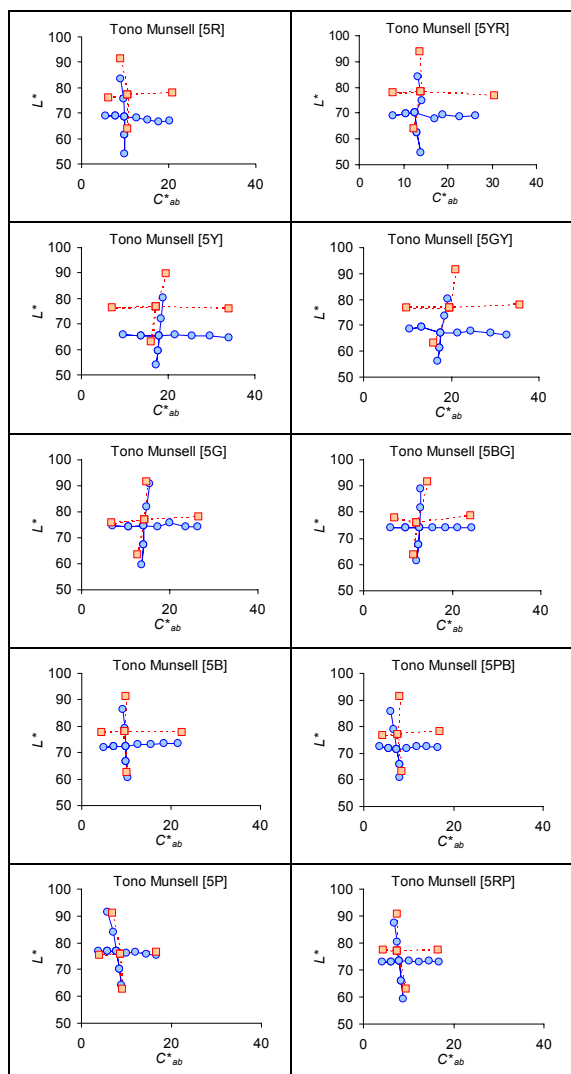 Tono Munsell [5R]
L*
100
90
80
70
60
50
0 20 40
C*ab
Tono Munsell [5YR]
L*
100
90
80
70
60
50
0 10 20 30 40
C*ab
Tono Munsell [5Y]
L*
100
90
80
70
60
50
0 20 40
C*ab
Tono Munsell [5GY]
L*
100
90
80
70
60
50
0 20 40
C*ab
Tono Munsell [5G]
L*
100
90
80
70
60
50
0 20 40
C*ab
Tono Munsell [5BG]
L*
100
90
80
70
60
50
0 20 40
C*ab
Tono Munsell [5B]
L*
100
90
80
70
60
50
0 20 40
C*ab
Tono Munsell [5PB]
L*
100
90
80
70
60
50
0 20 40
C*ab
Tono Munsell [5P]
L*
100
90
80
70
60
50
0 20 40
C*ab
Tono Munsell [5RP]
L*
100
90
80
70
60
50
0 20 40
C*ab